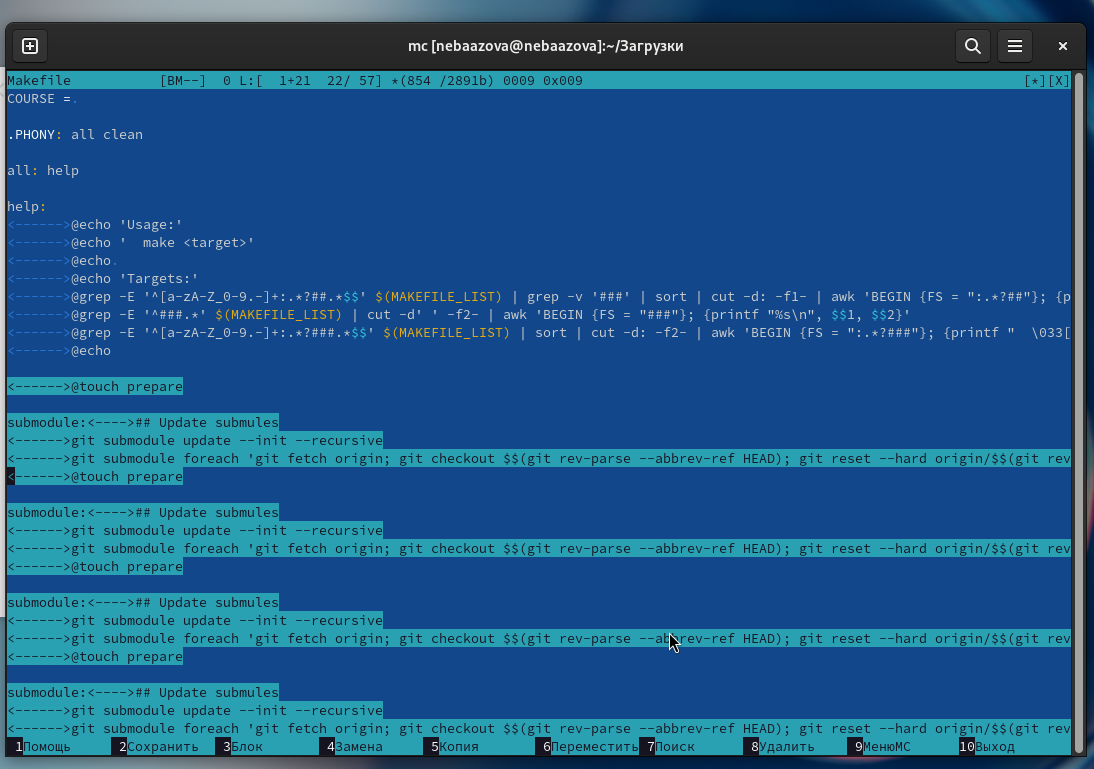 mc [nebaazova@nebaazova]:~/Загрузки
Makefile [BM--] 0 L:[ 1+21 22/ 57] *(854 /2891b) 0009 0x009 [*][X]
COURSE =.
.PHONY: all clean
all: help
help:
<------>@echo 'Usage:'
<------>@echo '  make <target>'
<------>@echo.
<------>@echo 'Targets:'
<------>@grep -E '^[a-zA-Z_0-9.-]+:.*?##.*$$' $(MAKEFILE_LIST) | grep -v '###' | sort | cut -d: -f1- | awk 'BEGIN {FS = ":.*?##"}; {p
<------>@grep -E '^###.*' $(MAKEFILE_LIST) | cut -d' ' -f2- | awk 'BEGIN {FS = "###"}; {printf "%s\n", $$1, $$2}'
<------>@grep -E '^[a-zA-Z_0-9.-]+:.*?###.*$$' $(MAKEFILE_LIST) | sort | cut -d: -f2- | awk 'BEGIN {FS = ":.*?###"}; {printf "  \033[
<------>@echo
<------>@touch prepare
submodule:<---->## Update submules
<------>git submodule update --init --recursive
<------>git submodule foreach 'git fetch origin; git checkout $$(git rev-parse --abbrev-ref HEAD); git reset --hard origin/$$(git rev
<------>@touch prepare
submodule:<---->## Update submules
<------>git submodule update --init --recursive
<------>git submodule foreach 'git fetch origin; git checkout $$(git rev-parse --abbrev-ref HEAD); git reset --hard origin/$$(git rev
<------>@touch prepare
submodule:<---->## Update submules
<------>git submodule update --init --recursive
<------>git submodule foreach 'git fetch origin; git checkout $$(git rev-parse --abbrev-ref HEAD); git reset --hard origin/$$(git rev
<------>@touch prepare
submodule:<---->## Update submules
<------>git submodule update --init --recursive
<------>git submodule foreach 'git fetch origin; git checkout $$(git rev-parse --abbrev-ref HEAD); git reset --hard origin/$$(git rev
1Помощь 2Сохранить 3Блок 4Замена 5Копия 6Переместить 7Поиск 8Удалить 9МенюMC 10Выход